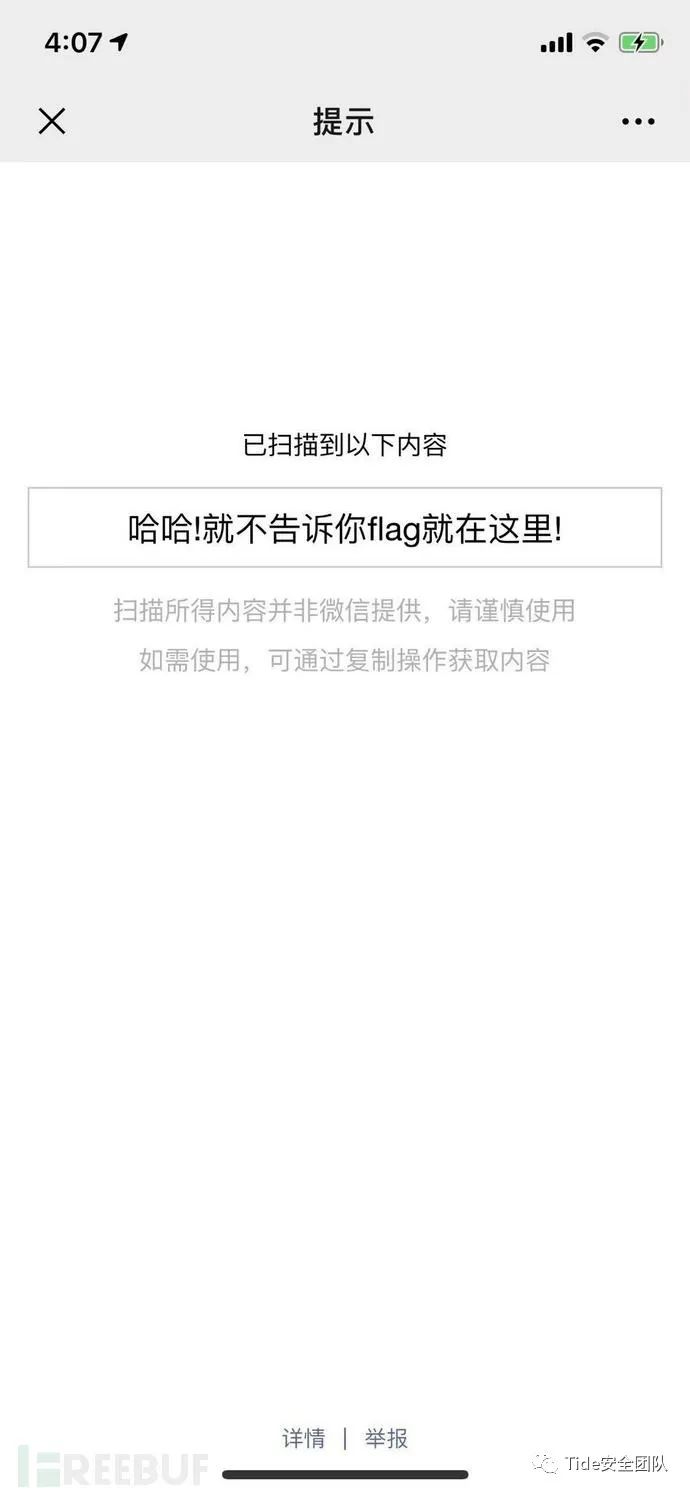 4:07
提示
已扫描到以下内容
哈哈!就不告诉你flag就在这里!
扫描所得内容并非微信提供，请谨慎使用
如需使用，可通过复制操作获取内容
详情 | 举报
FREEBUF
Tide安全团队